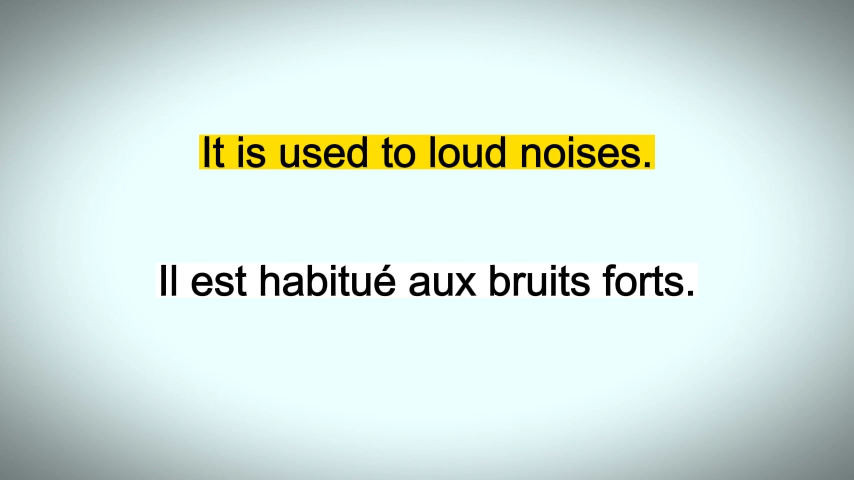 It is used to loud noises.
Il est habitué aux bruits forts.